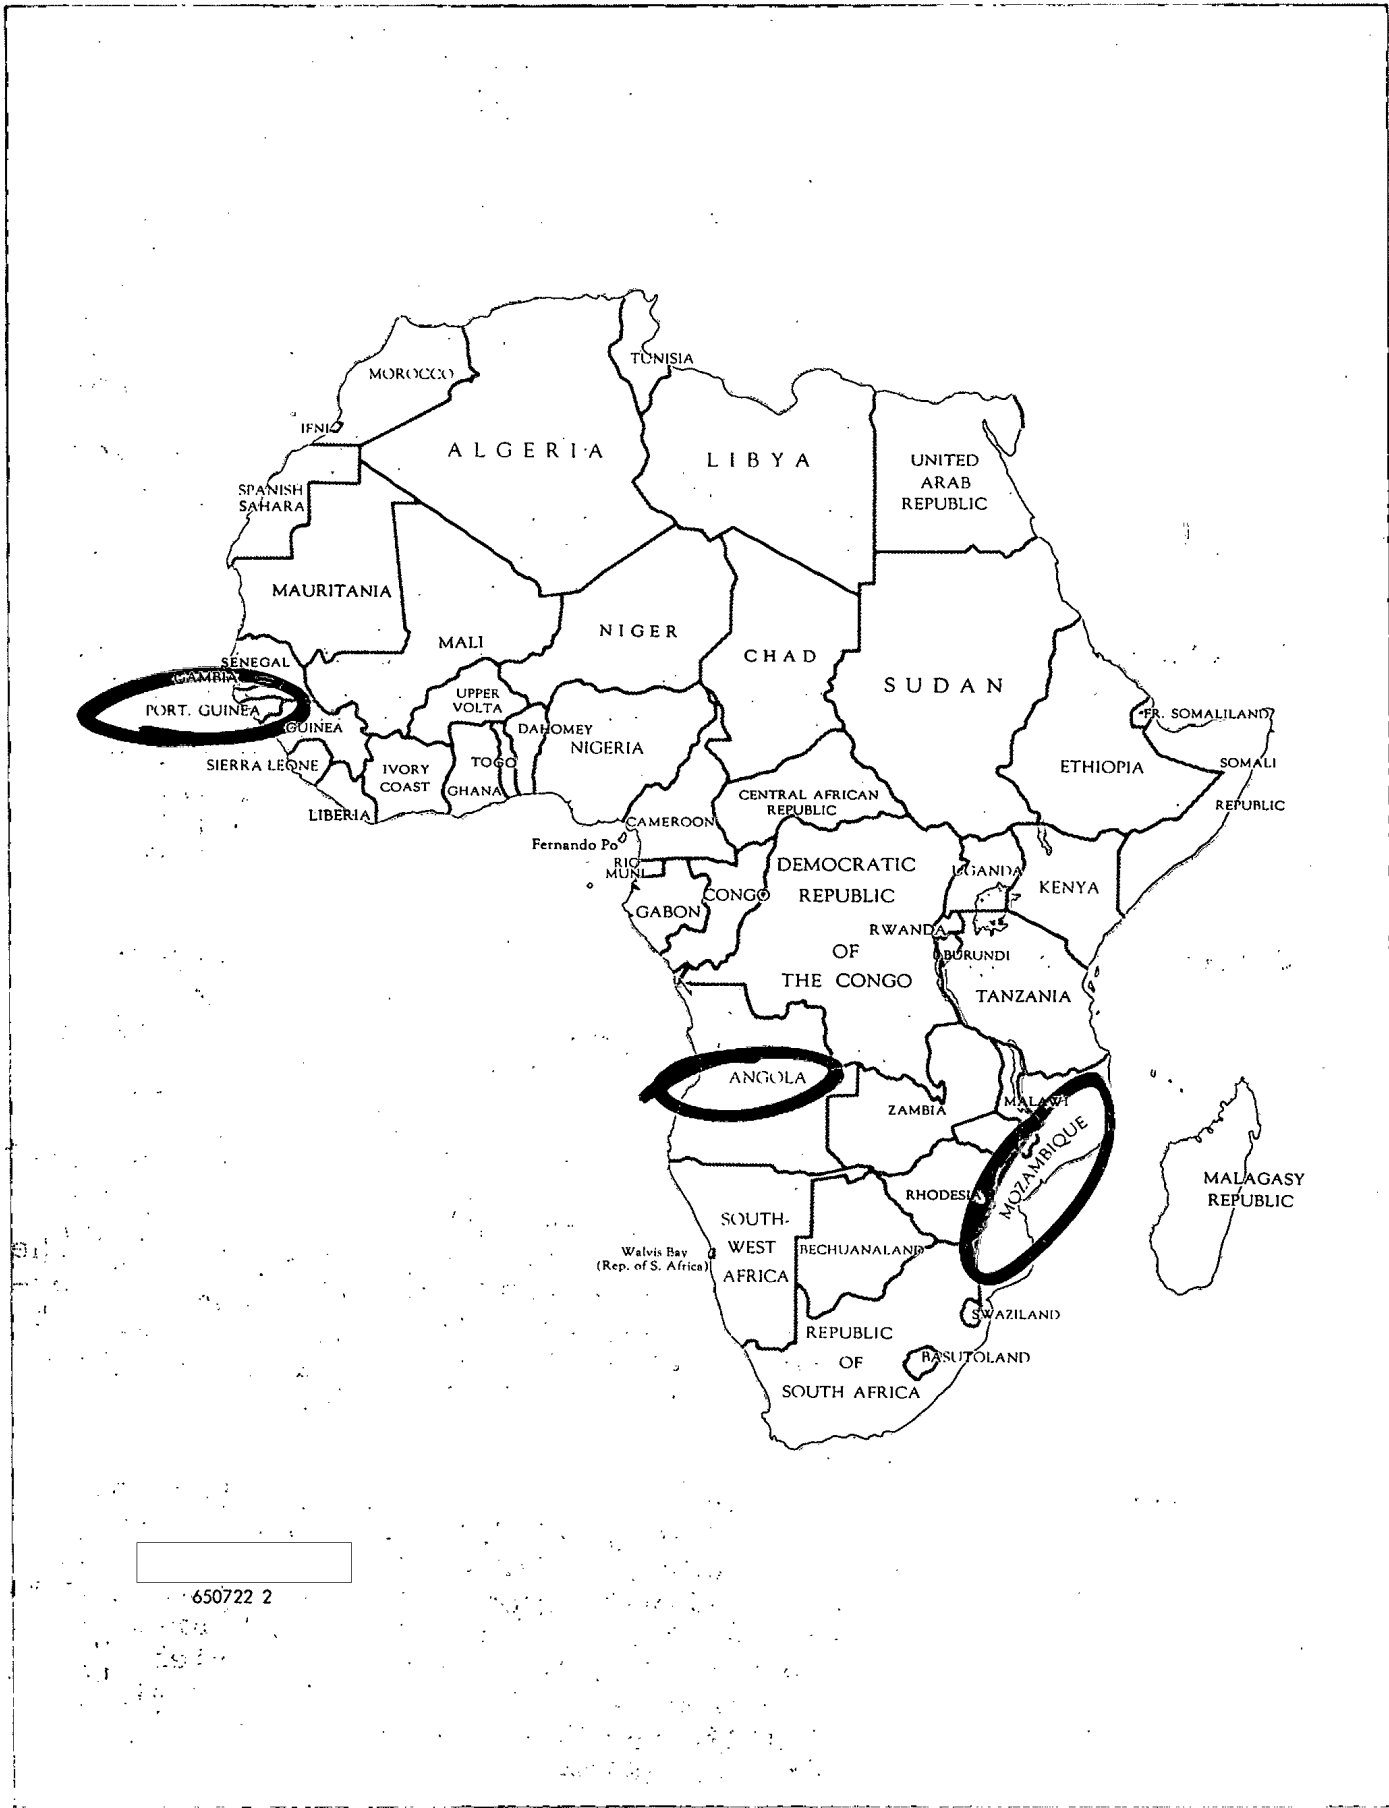 TUNISIA
MOROCCO
IFNI
ALGERIA
LIBYA
UNITED
ARAB
REPUBLIC
SPANISH
SAHARA
MAURITANIA
MALI
NIGER
CHAD
SUDAN
SENEGAL
GAMBIA
PORT. GUINEA
GUINEA
UPPER
VOLTA
DAHOMEY
NIGERIA
FR. SOMALILAND
SIERRA LEONE
IVORY
COAST
TOGO
GHANA
LIBERIA
ETHIOPIA
SOMALI
REPUBLIC
CENTRAL AFRICAN
REPUBLIC
CAMEROON
Fernando Po
RIO
MUNI
GABON
CONGO
DEMOCRATIC
REPUBLIC
OF
THE CONGO
UGANDA
KENYA
RWANDA
BURUNDI
TANZANIA
ANGOLA
ZAMBIA
MALAWI
MOZAMBIQUE
RHODESIA
MALAGASY
REPUBLIC
SOUTH-
WEST
AFRICA
Walvis Bay
(Rep. of S. Africa)
BECHUANALAND
SWAZILAND
REPUBLIC
OF
SOUTH AFRICA
BASUTOLAND
650722 2